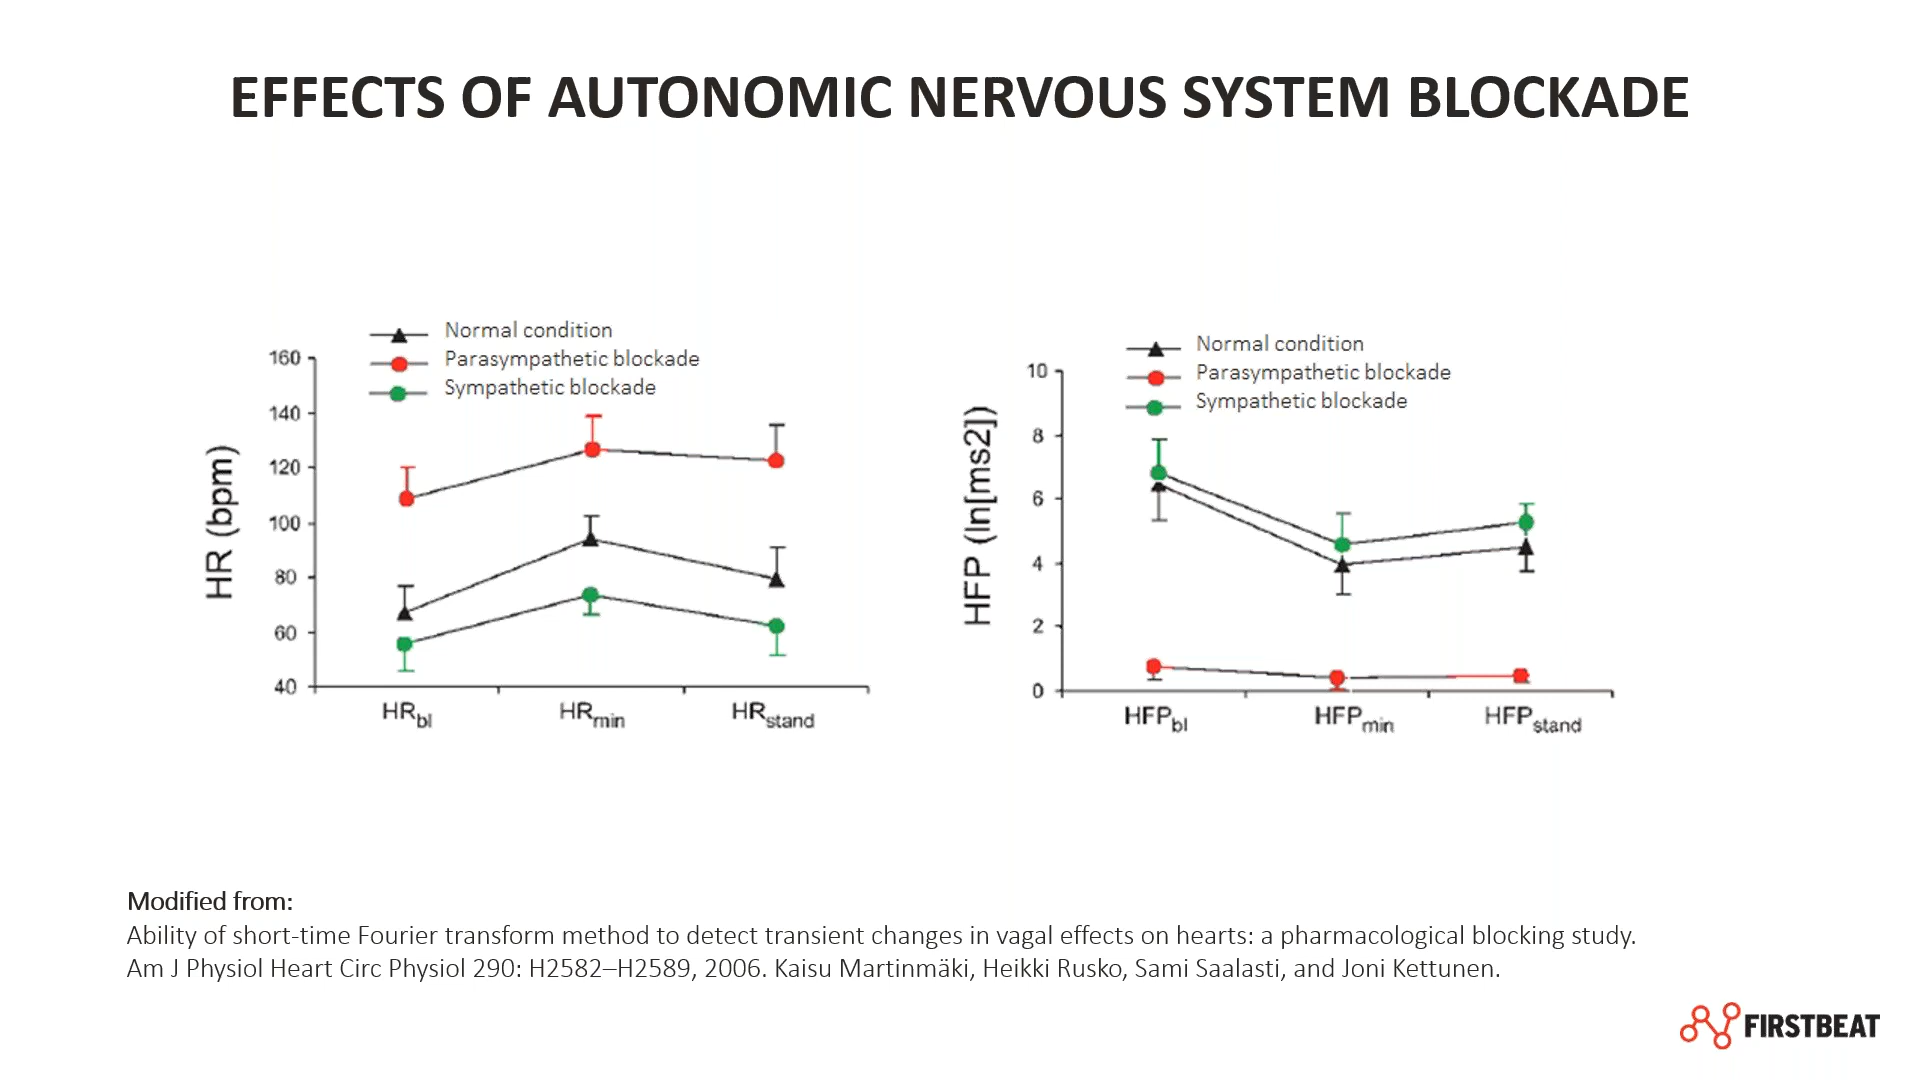 EFFECTS OF AUTONOMIC NERVOUS SYSTEM BLOCKADE
Normal condition
Parasympathetic blockade
Sympathetic blockade
160
140
120
100
80
60
40
HR (bpm)
HRbl
HRmin
HRstand
Normal condition
Parasympathetic blockade
Sympathetic blockade
10
8
6
4
2
0
HFP (ln[ms2])
HFPbl
HFPmin
HFPstand
Modified from:
Ability of short-time Fourier transform method to detect transient changes in vagal effects on hearts: a pharmacological blocking study.
Am J Physiol Heart Circ Physiol 290: H2582–H2589, 2006. Kaisu Martinmäki, Heikki Rusko, Sami Saalasti, and Joni Kettunen.
FIRSTBEAT